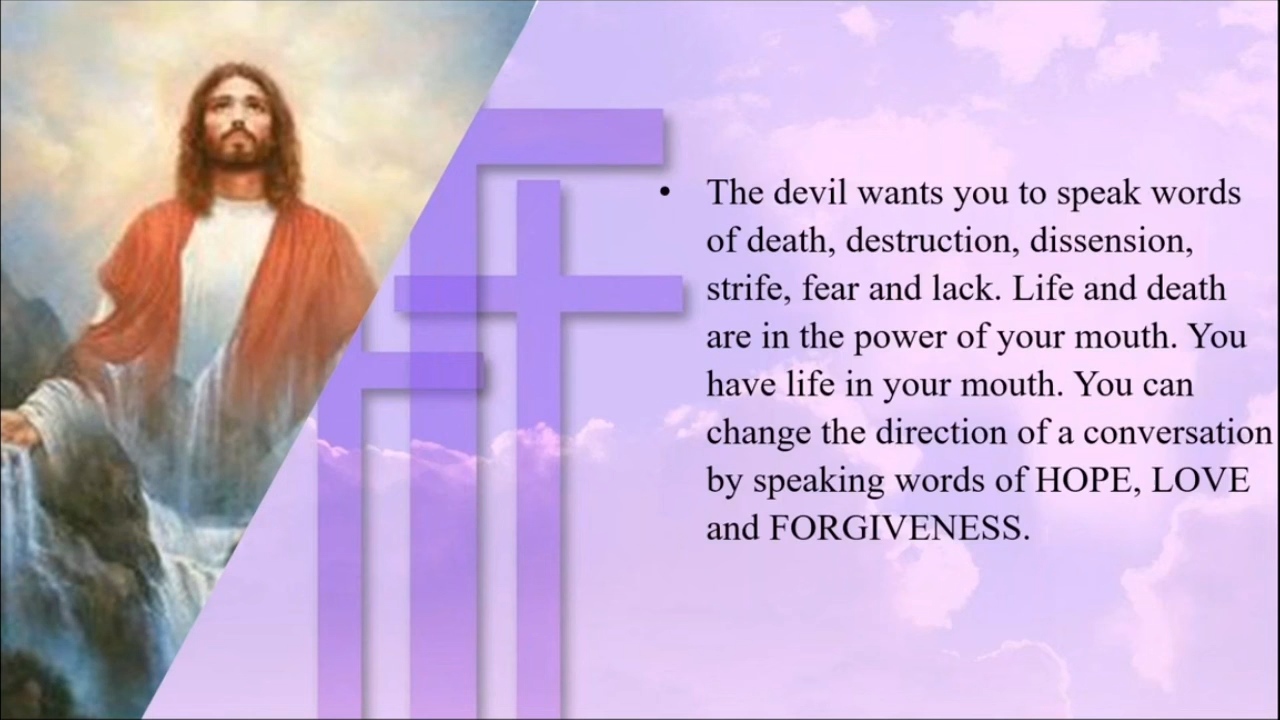 • The devil wants you to speak words
of death, destruction, dissension,
strife, fear and lack. Life and death
are in the power of your mouth. You
have life in your mouth. You can
change the direction of a conversation
by speaking words of HOPE, LOVE
and FORGIVENESS.